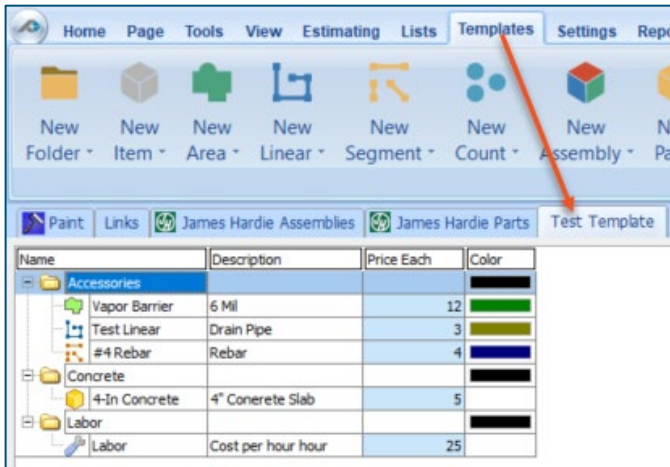 Home Page Tools View Estimating Lists Templates Settings Repo
New Folder New Item New Area New Linear New Segment New Count New Assembly N Pa
Paint Links James Hardie Assemblies James Hardie Parts Test Template
Name Description Price Each Color
Accessories
Vapor Barrier 6 Mil 12
Test Linear Drain Pipe 3
#4 Rebar Rebar 4
Concrete
4-In Concrete 4" Conerete Slab 5
Labor
Labor Cost per hour hour 25